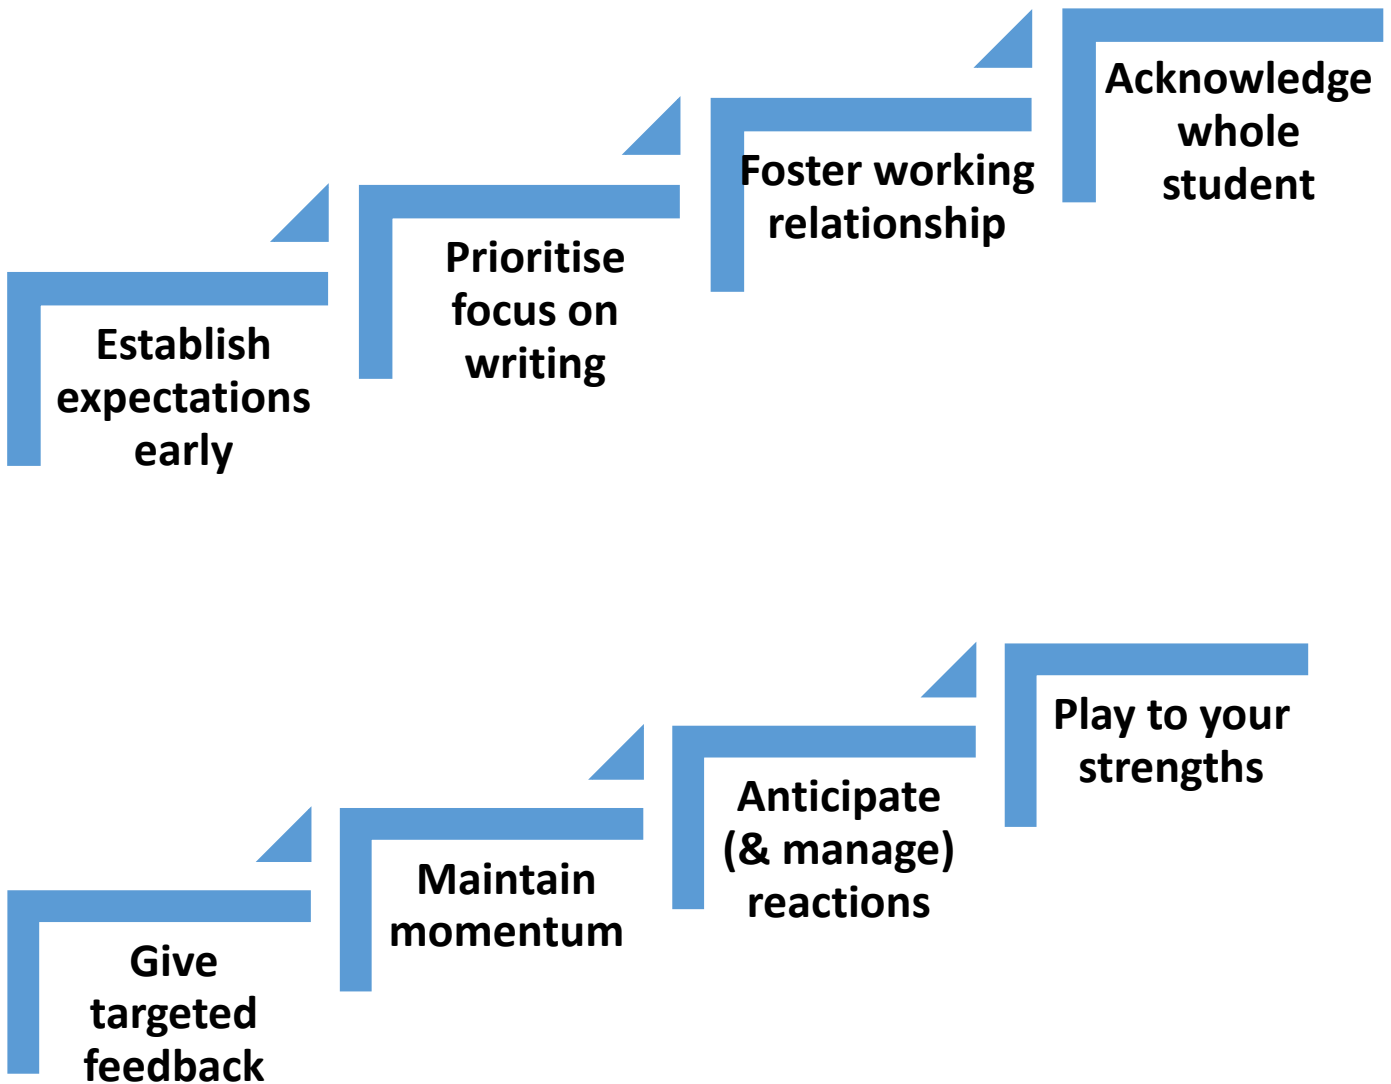 Establish
expectations
early
Prioritise
focus on
writing
Foster working
relationship
Acknowledge
whole
student
Give
targeted
feedback
Maintain
momentum
Anticipate
(& manage)
reactions
Play to your
strengths